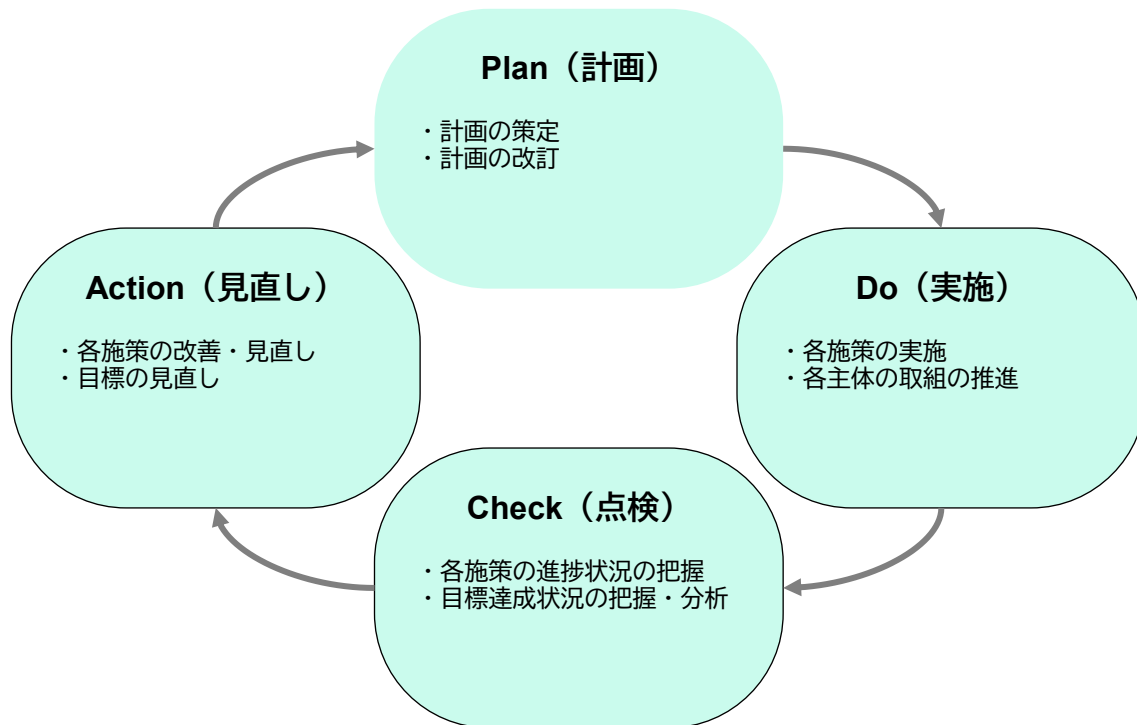 Plan（計画）
・計画の策定
・計画の改訂
Do（実施）
・各施策の実施
・各主体の取組の推進
Check（点検）
・各施策の進捗状況の把握
・目標達成状況の把握・分析
Action（見直し）
・各施策の改善・見直し
・目標の見直し